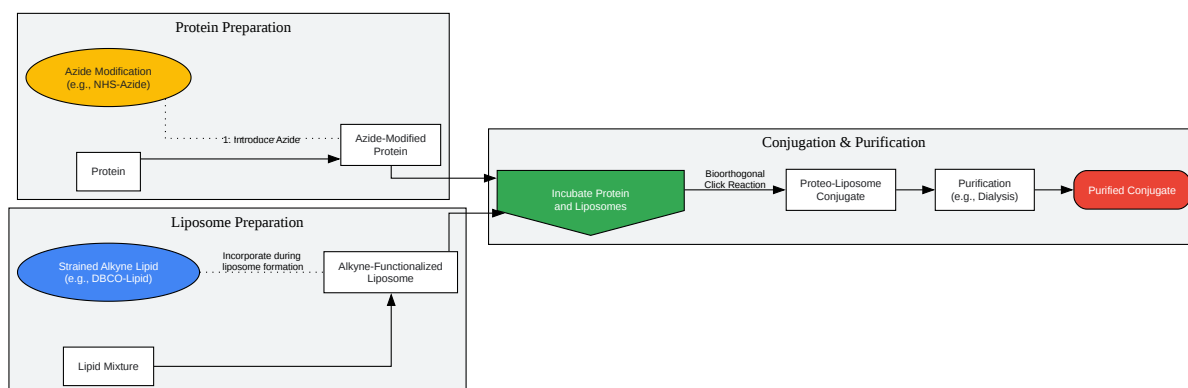 Protein Preparation
Azide Modification
(e.g., NHS-Azide)
1: Introduce Azide
Azide-Modified
Protein
Protein
Liposome Preparation
Strained Alkyne Lipid
(e.g., DBCO-Lipid)
Incorporate during
liposome formation
Alkyne-Functionalized
Liposome
Lipid Mixture
Conjugation & Purification
Incubate Protein
and Liposomes
Bioorthogonal
Click Reaction
Proteo-Liposome
Conjugate
Purification
(e.g., Dialysis)
Purified Conjugate